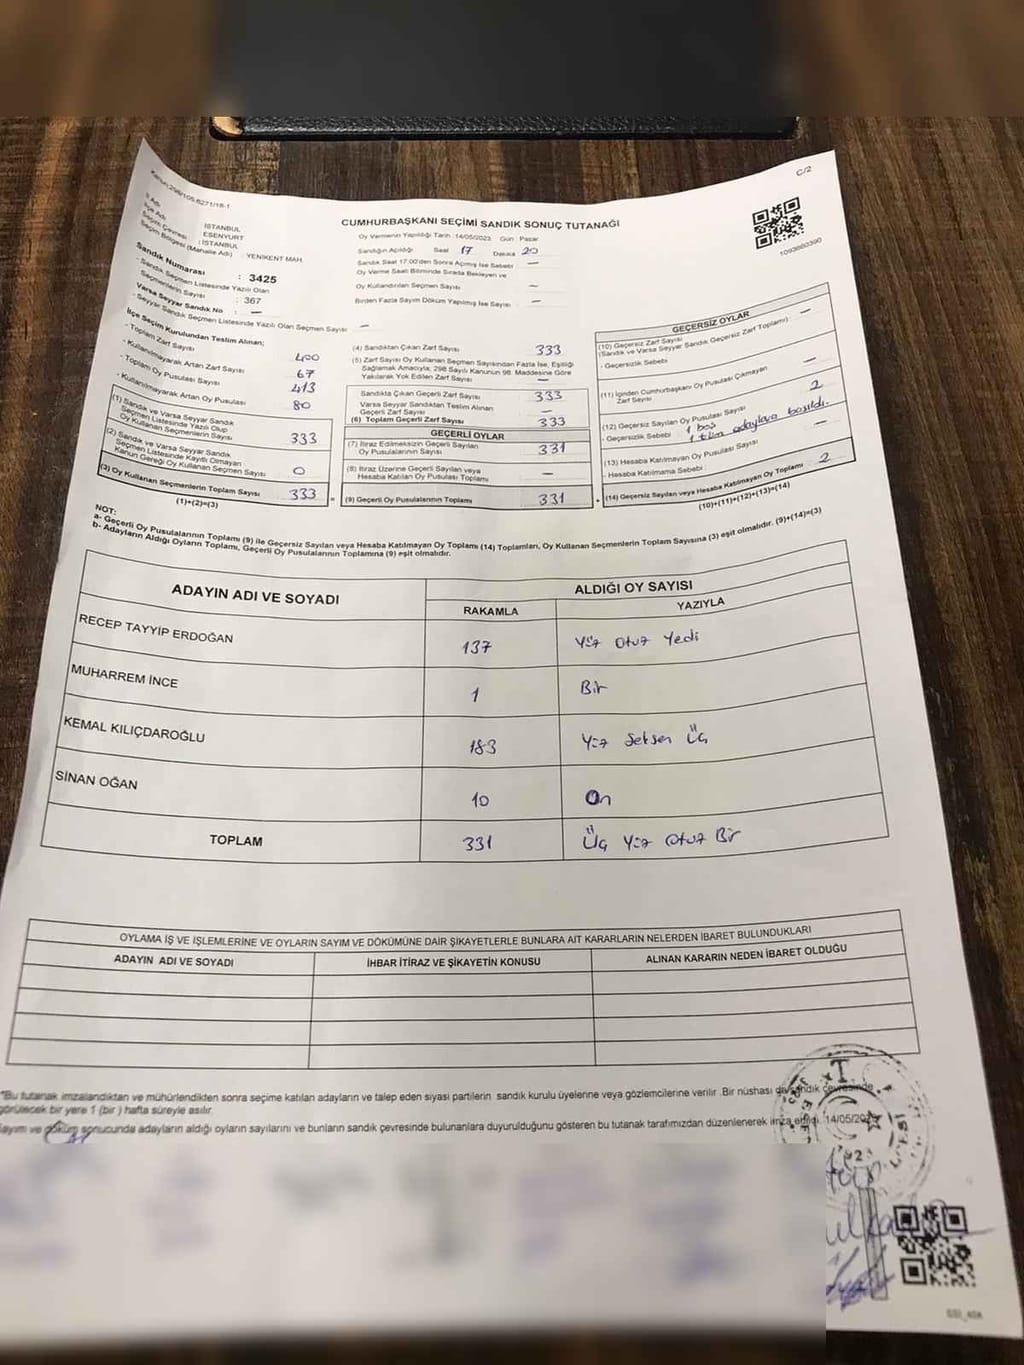 Kanun:298/105-6271/18-1
C/2
CUMHURBAŞKANI SEÇİMİ SANDIK SONUÇ TUTANAĞI
1093860390
İl Adı : İSTANBUL
İlçe Adı : ESENYURT
Seçim Çevresi : İSTANBUL
Seçim Bölgesi (Mahalle Adı) : YENİKENT MAH.
Sandık Numarası : 3425
- Sandık Seçmen Listesinde Yazılı Olan
Seçmenlerin Sayısı : 367
Varsa Seyyar Sandık No : —
- Seyyar Sandık Seçmen Listesinde Yazılı Olan Seçmen Sayısı : —
Oy Vermenin Yapıldığı Tarih : 14/05/2023 Gün : Pazar
Sandığın Açıldığı Saat 17 Dakika 20
Sandık Saat 17.00'den Sonra Açılmış İse Sebebi : —
Oy Verme Saati Bitiminde Sırada Bekleyen ve
Oy Kullandırılan Seçmen Sayısı : —
Birden Fazla Sayım Döküm Yapılmış İse Sayısı : —
İlçe Seçim Kurulundan Teslim Alınan;
- Toplam Zarf Sayısı 400
- Kullanılmayarak Artan Zarf Sayısı 67
- Toplam Oy Pusulası Sayısı 413
- Kullanılmayarak Artan Oy Pusulası 80
(1) Sandık ve Varsa Seyyar Sandık
Seçmen Listesinde Yazılı Olup
Oy Kullanan Seçmenlerin Sayısı 333
(2) Sandık ve Varsa Seyyar Sandık
Seçmen Listesinde Kayıtlı Olmayan
Kanun Gereği Oy Kullanan Seçmen Sayısı 0
(3) Oy Kullanan Seçmenlerin Toplam Sayısı 333 =
(1)+(2)=(3)
(4) Sandıktan Çıkan Zarf Sayısı 333
(5) Zarf Sayısı Oy Kullanan Seçmen Sayısından Fazla İse, Eşitliği
Sağlamak Amacıyla; 298 Sayılı Kanunun 98. Maddesine Göre
Yakılarak Yok Edilen Zarf Sayısı —
Sandıkta Çıkan Geçerli Zarf Sayısı 333
Varsa Seyyar Sandıktan Teslim Alınan
Geçerli Zarf Sayısı —
(6) Toplam Geçerli Zarf Sayısı 333
GEÇERLİ OYLAR
(7) İtiraz Edilmeksizin Geçerli Sayılan
Oy Pusulalarının Toplamı 331
(8) İtiraz Üzerine Geçerli Sayılan veya
Hesaba Katılan Oy Pusulası Toplamı —
(9) Geçerli Oy Pusulalarının Toplamı 331 +
GEÇERSİZ OYLAR
(10) Geçersiz Zarf Sayısı
(Sandık ve Varsa Seyyar Sandık Geçersiz Zarf Toplamı) : —
- Geçersizlik Sebebi
(11) İçinden Cumhurbaşkanı Oy Pusulası Çıkmayan
Zarf Sayısı —
(12) Geçersiz Sayılan Oy Pusulası Sayısı 2
- Geçersizlik Sebebi 1 boş
1 tüm adaylara basıldı.
(13) Hesaba Katılmayan Oy Pusulası Sayısı —
- Hesaba Katılmama Sebebi
(14) Geçersiz Sayılan veya Hesaba Katılmayan Oy Toplamı 2
(10)+(11)+(12)+(13)=(14)
NOT:
a- Geçerli Oy Pusulalarının Toplamı (9) ile Geçersiz Sayılan veya Hesaba Katılmayan Oy Toplamı (14) Toplamları, Oy Kullanan Seçmenlerin Toplam Sayısına (3) eşit olmalıdır. (9)+(14)=(3)
b- Adayların Aldığı Oyların Toplamı, Geçerli Oy Pusulalarının Toplamına (9) eşit olmalıdır.
ADAYIN ADI VE SOYADI
ALDIĞI OY SAYISI
RAKAMLA YAZIYLA
RECEP TAYYİP ERDOĞAN 137 Yüz Otuz Yedi
MUHARREM İNCE 1 Bir
KEMAL KILIÇDAROĞLU 183 Yüz Seksen Üç
SİNAN OĞAN 10 On
TOPLAM 331 Üç Yüz Otuz Bir
OYLAMA İŞ VE İŞLEMLERİNE VE OYLARIN SAYIM VE DÖKÜMÜNE DAİR ŞİKAYETLERLE BUNLARA AİT KARARLARIN NELERDEN İBARET BULUNDUKLARI
ADAYIN ADI VE SOYADI İHBAR İTİRAZ VE ŞİKAYETİN KONUSU ALINAN KARARIN NEDEN İBARET OLDUĞU
"Bu tutanak imzalandıktan ve mühürlendikten sonra seçime katılan adayların ve talep eden siyasi partilerin sandık kurulu üyelerine veya gözlemcilerine verilir. Bir nüshası da sandık çevresinde
görülecek bir yere 1 (bir ) hafta süreyle asılır.
Sayım ve döküm sonucunda adayların aldığı oyların sayılarını ve bunların sandık çevresinde bulunanlara duyurulduğunu gösteren bu tutanak tarafımızdan düzenlenerek imza edildi. 14/05/2023